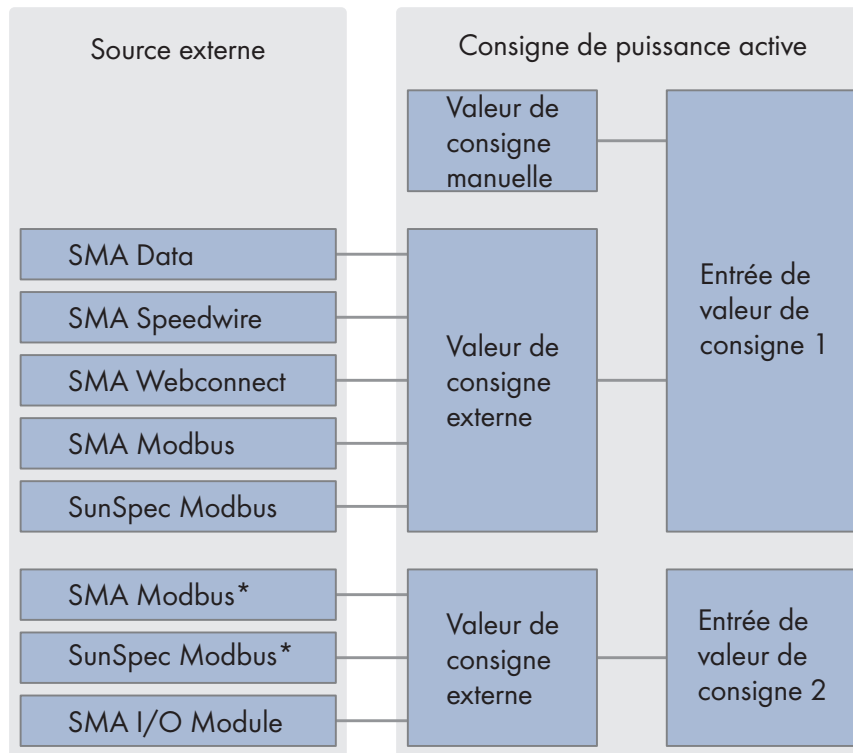 Source externe
Consigne de puissance active
Valeur de
consigne
manuelle
SMA Data
SMA Speedwire
SMA Webconnect
SMA Modbus
SunSpec Modbus
Valeur de
consigne
externe
Entrée de
valeur de
consigne 1
SMA Modbus*
SunSpec Modbus*
SMA I/O Module
Valeur de
consigne
externe
Entrée de
valeur de
consigne 2